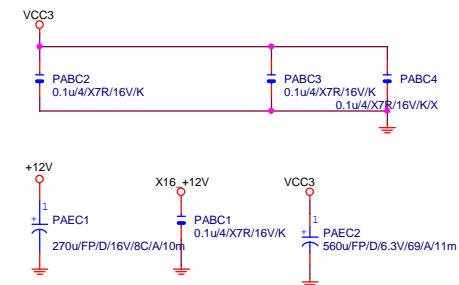 VCC3
PABC2
0.1u/4/X7R/16V/K
PABC3
0.1u/4/X7R/16V/K
PABC4
0.1u/4/X7R/16V/K/X
+12V
1
+
PAEC1
270u/FP/D/16V/8C/A/10m
X16_+12V
PABC1
0.1u/4/X7R/16V/K
VCC3
1
+
PAEC2
560u/FP/D/6.3V/69/A/11m